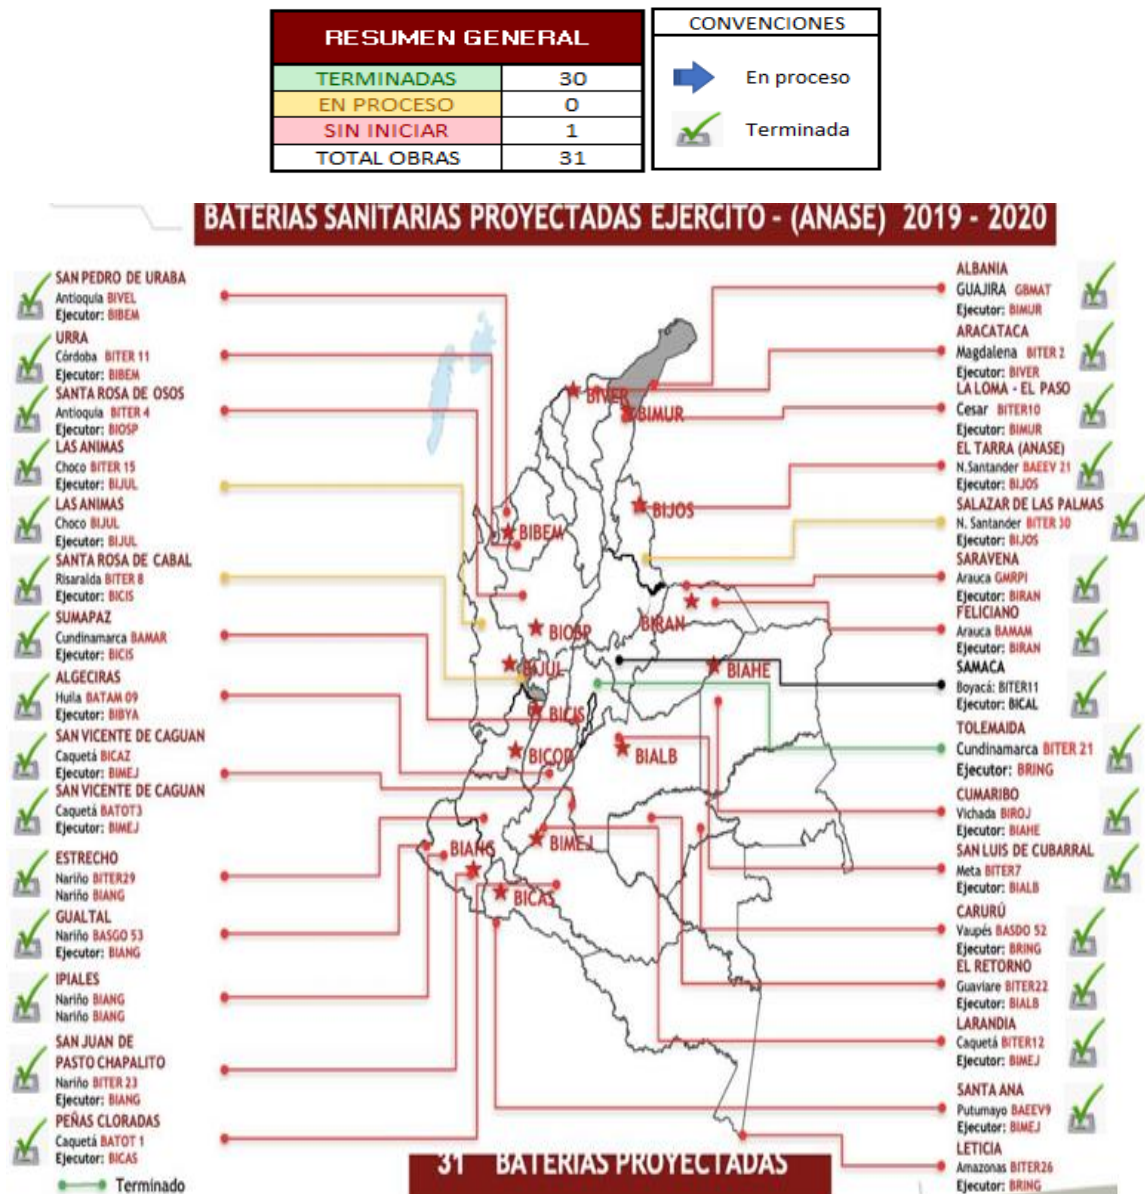 RESUMEN GENERAL
TERMINADAS 30
EN PROCESO 0
SIN INICIAR 1
TOTAL OBRAS 31
CONVENCIONES
En proceso
Terminada
BATERIAS SANITARIAS PROYECTADAS EJERCITO - (ANASE) 2019 - 2020
SAN PEDRO DE URABA
Antioquia BIVEL
Ejecutor: BIBEM
URRA
Córdoba BITER 11
Ejecutor: BIBEM
SANTA ROSA DE OSOS
Antioquia BITER 4
Ejecutor: BIOSP
LAS ANIMAS
Choco BITER 15
Ejecutor: BIJUL
LAS ANIMAS
Choco BIJUL
Ejecutor: BIJUL
SANTA ROSA DE CABAL
Risaralda BITER 8
Ejecutor: BICIS
SUMAPAZ
Cundinamarca BAMAR
Ejecutor: BICIS
ALGECIRAS
Huila BATAM 09
Ejecutor: BIBYA
SAN VICENTE DE CAGUAN
Caquetá BICAZ
Ejecutor: BIMEJ
SAN VICENTE DE CAGUAN
Caquetá BATOT3
Ejecutor: BIMEJ
ESTRECHO
Nariño BITER29
Nariño BIANG
GUALTAL
Nariño BASGO 53
Ejecutor: BIANG
IPIALES
Nariño BIANG
Nariño BIANG
SAN JUAN DE
PASTO CHAPALITO
Nariño BITER 23
Ejecutor: BIANG
PEÑAS CLORADAS
Caquetá BATOT 1
Ejecutor: BICAS
Terminado
BIVER
BIMUR
BIJOS
BIBEM
BIRAN
BIOSP
BIJUL
BIAHE
BICIS
BICOD
BIALB
BIANG
BIMEJ
BICAS
ALBANIA
GUAJIRA GBMAT
Ejecutor: BIMUR
ARACATACA
Magdalena BITER 2
Ejecutor: BIVER
LA LOMA - EL PASO
Cesar BITER10
Ejecutor: BIMUR
EL TARRA (ANASE)
N.Santander BAEEV 21
Ejecutor: BIJOS
SALAZAR DE LAS PALMAS
N. Santander BITER 30
Ejecutor: BIJOS
SARAVENA
Arauca GMRPI
Ejecutor: BIRAN
FELICIANO
Arauca BAMAM
Ejecutor: BIRAN
SAMACA
Boyacá: BITER11
Ejecutor: BICAL
TOLEMAIDA
Cundinamarca BITER 21
Ejecutor: BRING
CUMARIBO
Vichada BIROJ
Ejecutor: BIAHE
SAN LUIS DE CUBARRAL
Meta BITER7
Ejecutor: BIALB
CARURÚ
Vaupés BASDO 52
Ejecutor: BRING
EL RETORNO
Guaviare BITER22
Ejecutor: BIALB
LARANDIA
Caquetá BITER12
Ejecutor: BIMEJ
SANTA ANA
Putumayo BAEEV9
Ejecutor: BIMEJ
LETICIA
Amazonas BITER26
Ejecutor: BRING
31 BATERIAS PROYECTADAS